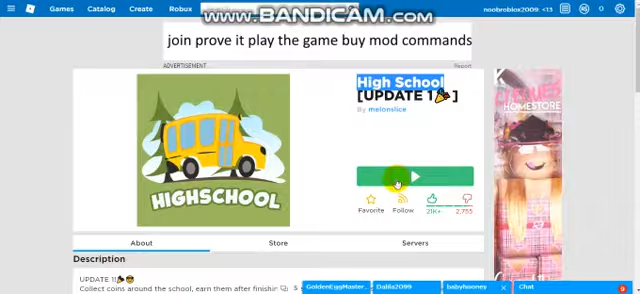 Games Catalog Create Robux noobroblox2009 <13 0
www.BANDICAM.com
join prove it play the game buy mod commands
ADVERTISEMENT Report
High School
[UPDATE 1🎉]
By melonslice
HIGHSCHOOL
HOMESTORE
Favorite Follow 21K+ 2,755
About Store Servers
Description
UPDATE 1!🎉😎
Collect coins around the school, earn them after finishin
GoldenEggMaster... Dalila2099 babyhooney Chat 9